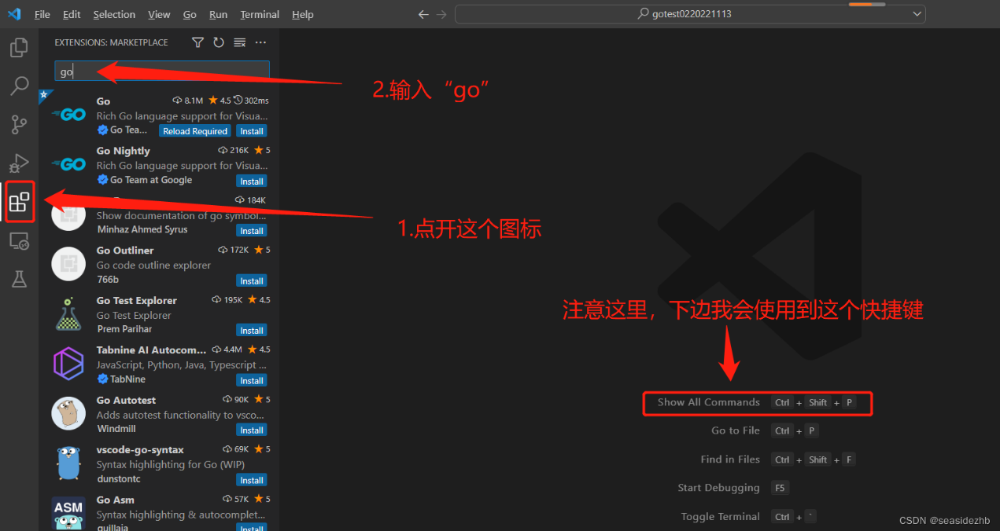 File Edit Selection View Go Run Terminal Help
gotest0220221113
EXTENSIONS: MARKETPLACE
go
2.输入“go”
Go 8.1M 4.5 302ms
Rich Go language support for Visua...
Go Tea... Reload Required Install
Go Nightly 216K 5
Rich Go language support for Visua...
Go Team at Google Install
184K
Show documentation of go symbol...
Minhaz Ahmed Syrus Install
1.点开这个图标
Go Outliner 172K 5
Go code outline explorer
766b Install
Go Test Explorer 195K 4.5
Go Test Explorer
Prem Parihar Install
注意这里，下边我会使用到这个快捷键
Tabnine AI Autocom... 4.4M 4.5
JavaScript, Python, Java, Typescript ...
TabNine Install
Go Autotest 90K 5
Adds autotest functionality to vsco...
Windmill Install
vscode-go-syntax 69K 5
Syntax highlighting for Go (WIP)
dunstontc Install
Go Asm 57K 5
Syntax highlighting & autocomplet...
quillaja Install
ASM
Show All Commands Ctrl + Shift + P
Go to File Ctrl + P
Find in Files Ctrl + Shift + F
Start Debugging F5
Toggle Terminal Ctrl + `
CSDN @seasidezhb